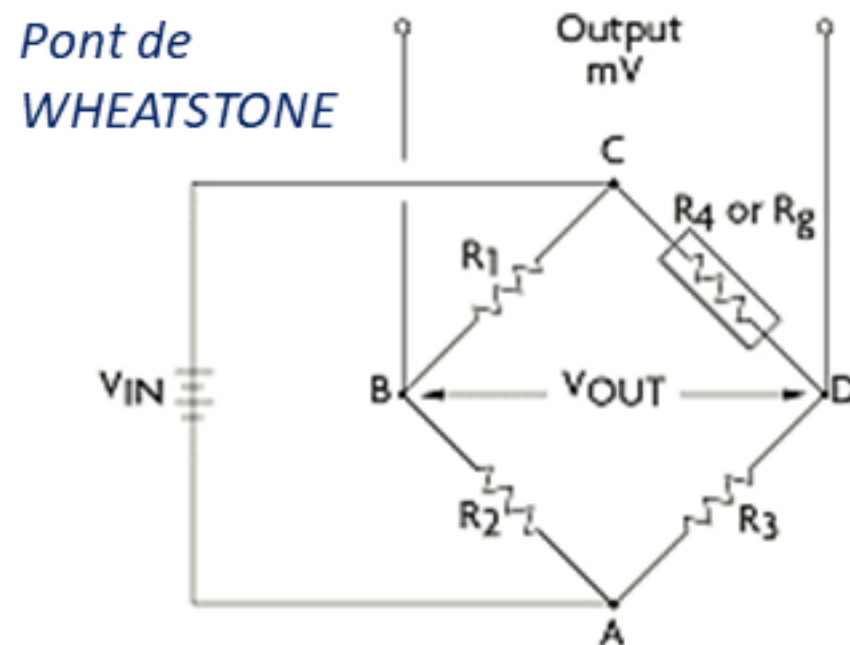 Pont de
WHEATSTONE
Output
mV
C
R4 or Rg
R1
VIN
B
VOUT
D
R2
R3
A